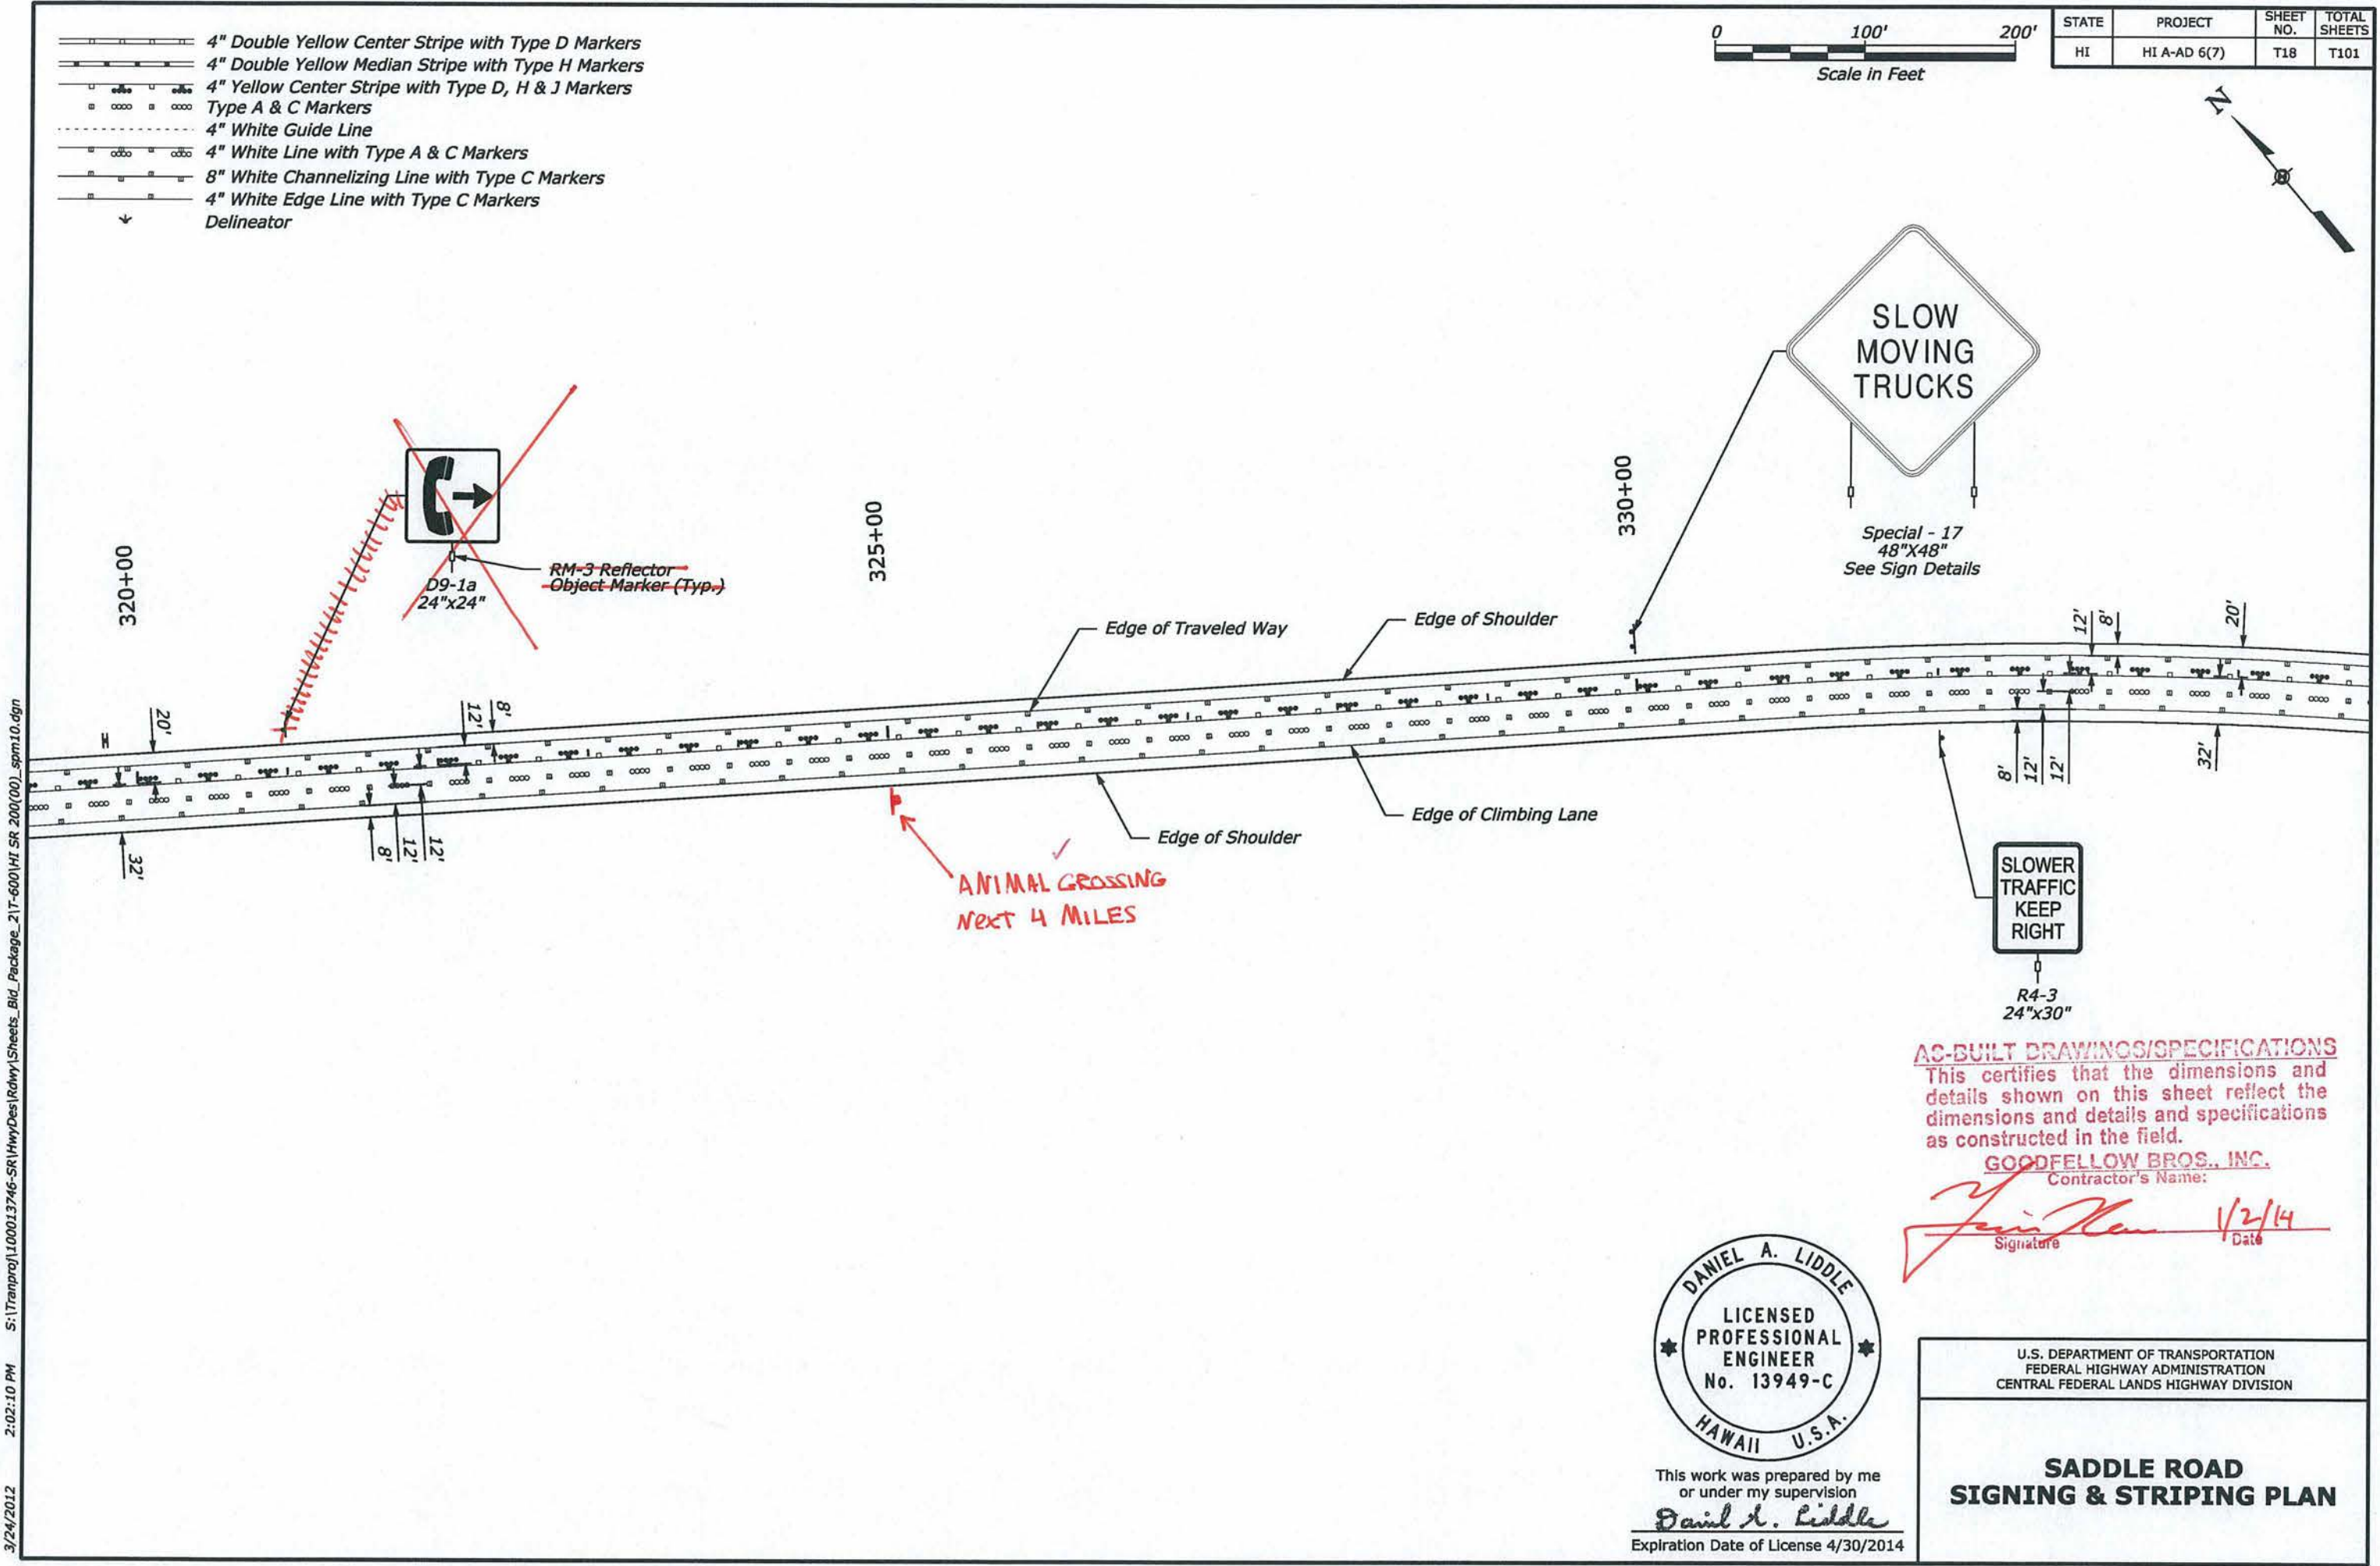 4" Double Yellow Center Stripe with Type D Markers
4" Double Yellow Median Stripe with Type H Markers
4" Yellow Center Stripe with Type D, H & J Markers
Type A & C Markers
4" White Guide Line
4" White Line with Type A & C Markers
8" White Channelizing Line with Type C Markers
4" White Edge Line with Type C Markers
Delineator
0 100' 200'
Scale in Feet
STATE PROJECT SHEET NO. TOTAL SHEETS
HI HI A-AD 6(7) T18 T101
N
SLOW
MOVING
TRUCKS
Special - 17
48"X48"
See Sign Details
320+00
325+00
330+00
RM-3 Reflector
Object Marker (Typ.)
D9-1a
24"x24"
Edge of Traveled Way
Edge of Shoulder
H
20'
12'
8'
12'
8'
20'
32'
8'
12'
12'
8'
12'
12'
32'
Edge of Shoulder
Edge of Climbing Lane
ANIMAL CROSSING
NexT 4 MILES
SLOWER
TRAFFIC
KEEP
RIGHT
R4-3
24"x30"
AS-BUILT DRAWINGS/SPECIFICATIONS
This certifies that the dimensions and
details shown on this sheet reflect the
dimensions and details and specifications
as constructed in the field.
GOODFELLOW BROS., INC.
Contractor's Name:
1/2/14
Signature Date
DANIEL A. LIDDLE
LICENSED
PROFESSIONAL
ENGINEER
No. 13949-C
HAWAII U.S.A.
This work was prepared by me
or under my supervision
Daniel A. Liddle
Expiration Date of License 4/30/2014
U.S. DEPARTMENT OF TRANSPORTATION
FEDERAL HIGHWAY ADMINISTRATION
CENTRAL FEDERAL LANDS HIGHWAY DIVISION
SADDLE ROAD
SIGNING & STRIPING PLAN
3/24/2012 2:02:10 PM S:\Tranproj\100013746-SR\HwyDes\Rdwy\Sheets_Bid_Package_2\T-600\HI SR 200(00)_spm10.dgn